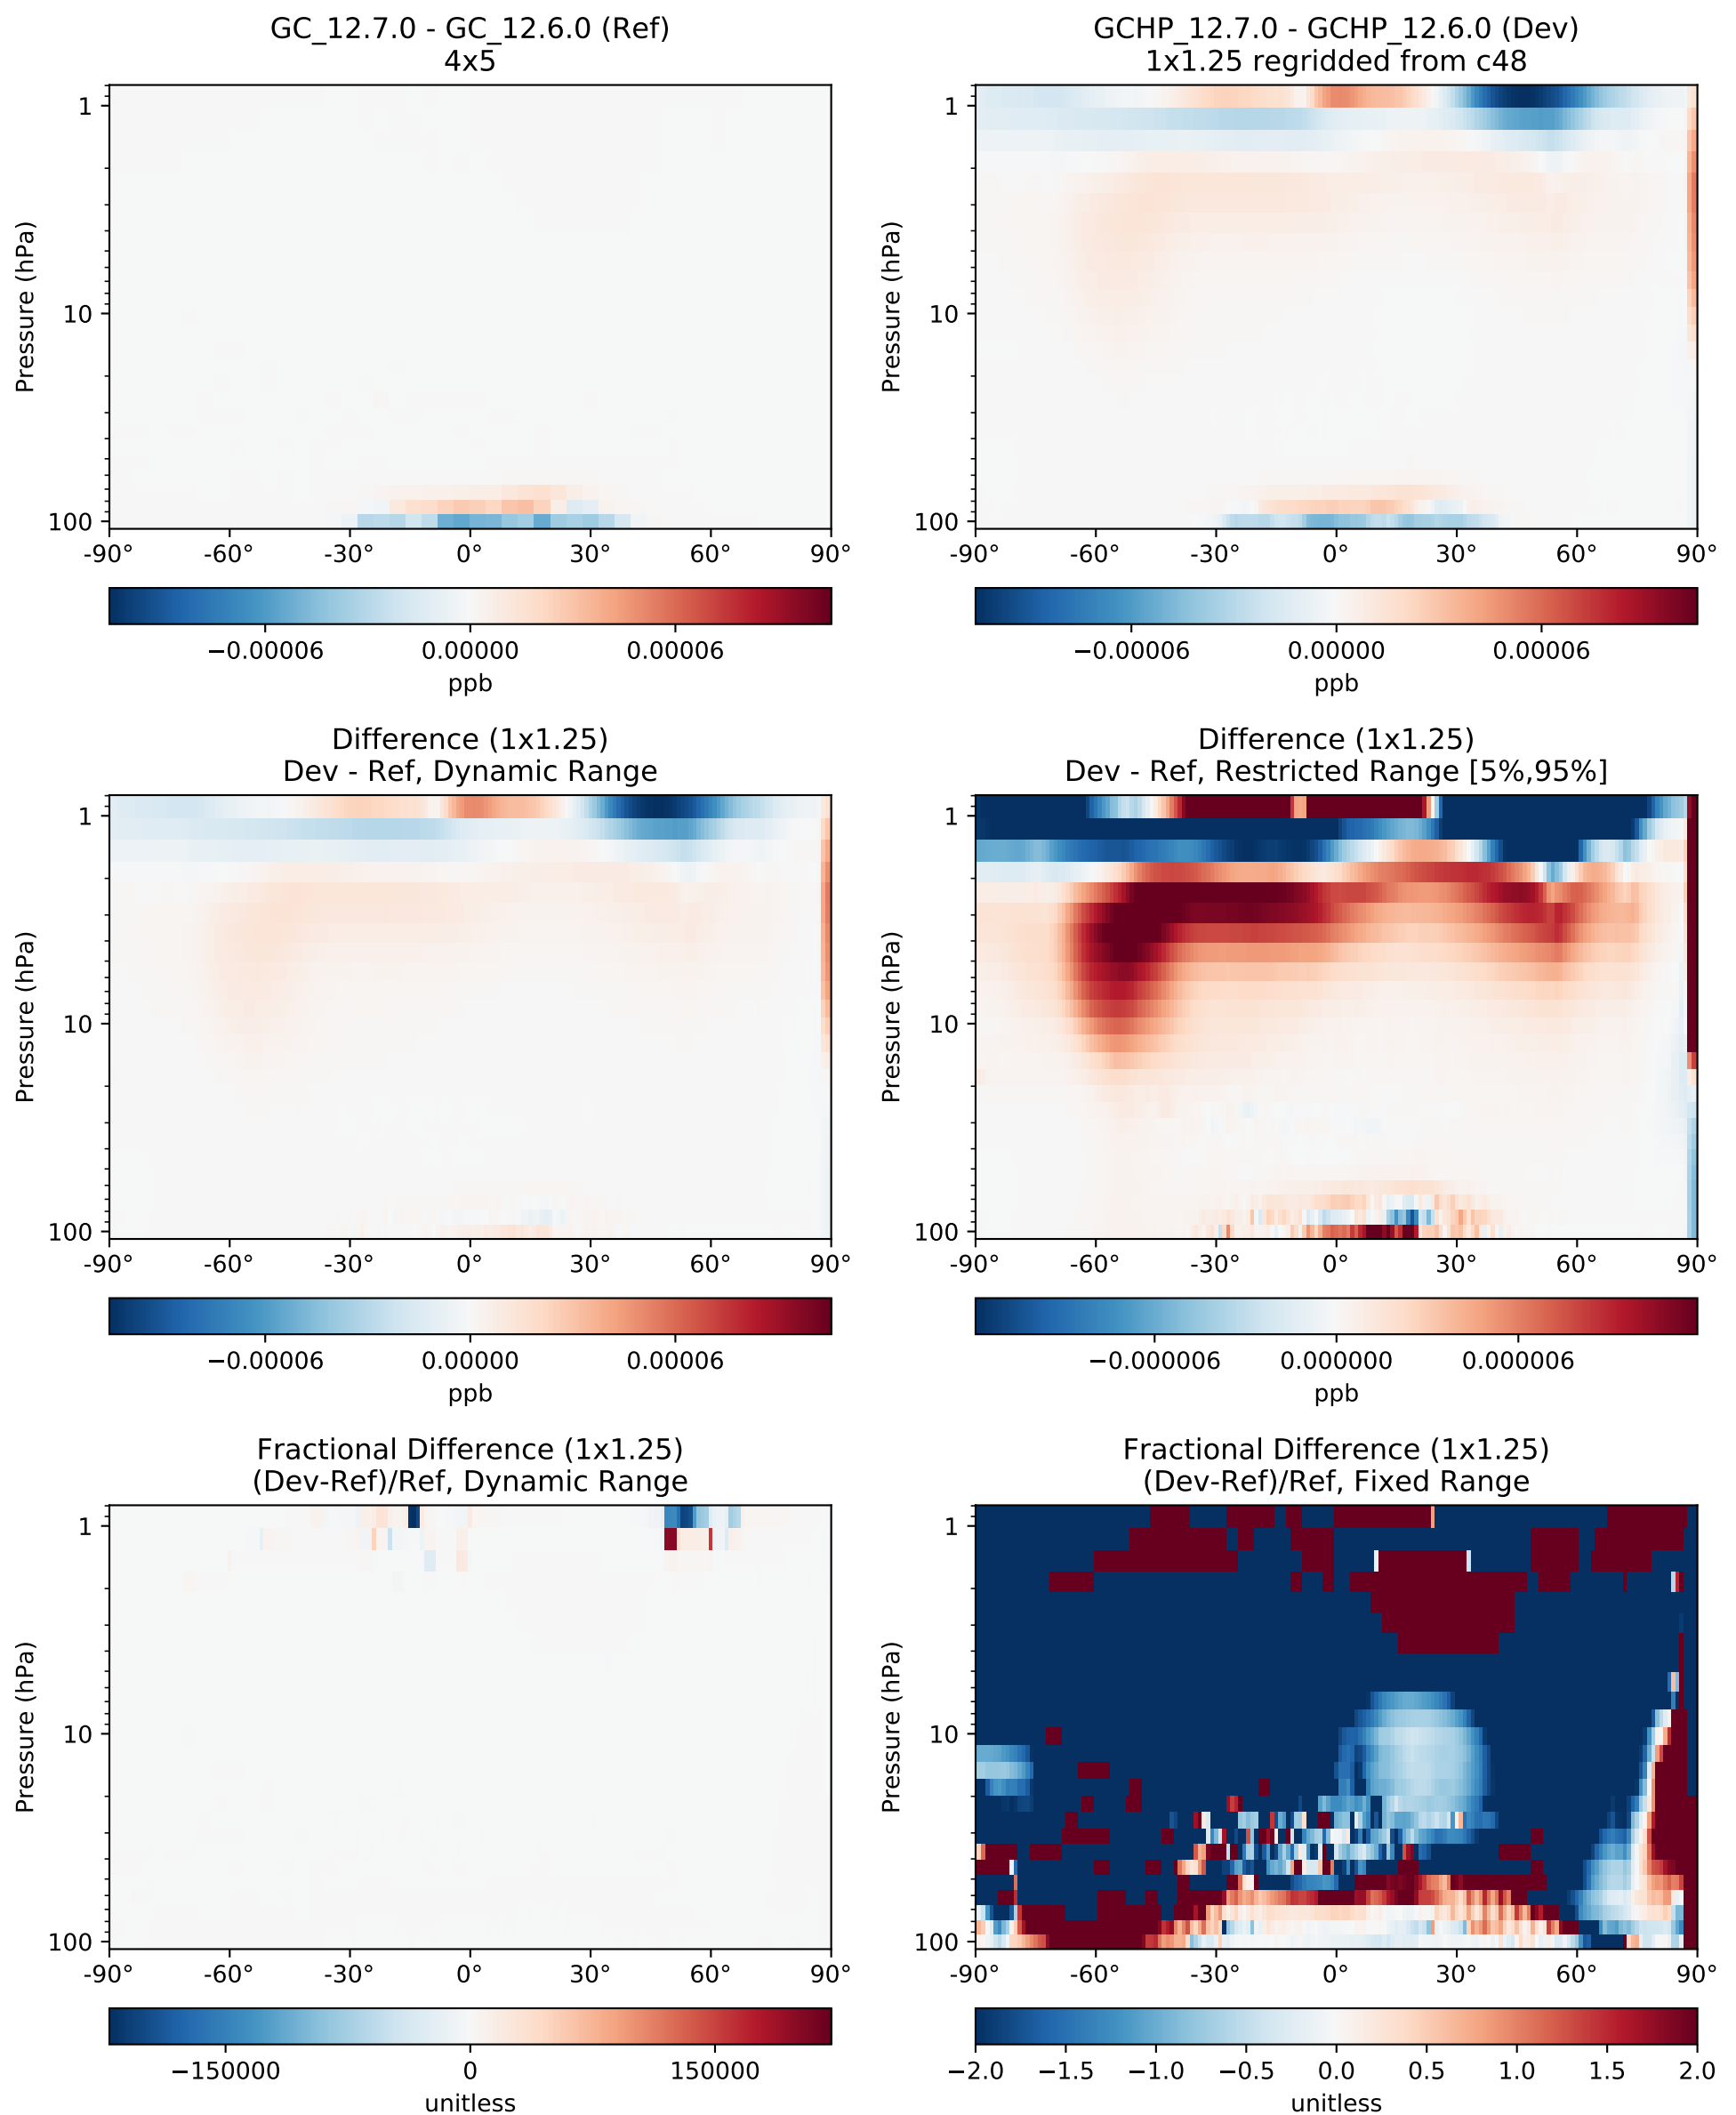 GC_12.7.0 - GC_12.6.0 (Ref)
4x5
Pressure (hPa)
1
10
100
-90° -60° -30° 0° 30° 60° 90°
−0.00006 0.00000 0.00006
ppb
GCHP_12.7.0 - GCHP_12.6.0 (Dev)
1x1.25 regridded from c48
Pressure (hPa)
1
10
100
-90° -60° -30° 0° 30° 60° 90°
−0.00006 0.00000 0.00006
ppb
Difference (1x1.25)
Dev - Ref, Dynamic Range
Pressure (hPa)
1
10
100
-90° -60° -30° 0° 30° 60° 90°
−0.00006 0.00000 0.00006
ppb
Difference (1x1.25)
Dev - Ref, Restricted Range [5%,95%]
Pressure (hPa)
1
10
100
-90° -60° -30° 0° 30° 60° 90°
−0.000006 0.000000 0.000006
ppb
Fractional Difference (1x1.25)
(Dev-Ref)/Ref, Dynamic Range
Pressure (hPa)
1
10
100
-90° -60° -30° 0° 30° 60° 90°
−150000 0 150000
unitless
Fractional Difference (1x1.25)
(Dev-Ref)/Ref, Fixed Range
Pressure (hPa)
1
10
100
-90° -60° -30° 0° 30° 60° 90°
−2.0 −1.5 −1.0 −0.5 0.0 0.5 1.0 1.5 2.0
unitless